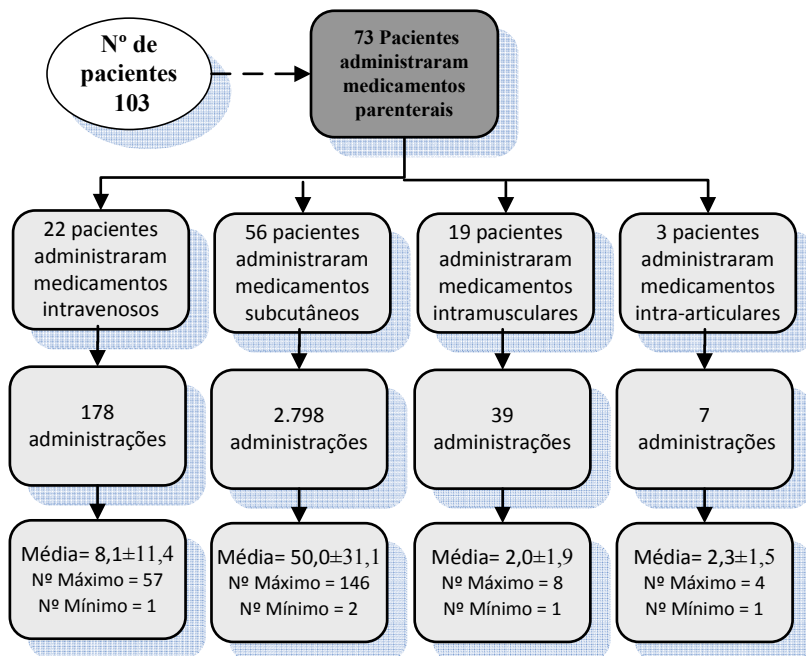 Nº de
pacientes
103
73 Pacientes
administraram
medicamentos
parenterais
22 pacientes
administraram
medicamentos
intravenosos
56 pacientes
administraram
medicamentos
subcutâneos
19 pacientes
administraram
medicamentos
intramusculares
3 pacientes
administraram
medicamentos
intra-articulares
178
administrações
2.798
administrações
39
administrações
7
administrações
Média= 8,1±11,4
Nº Máximo = 57
Nº Mínimo = 1
Média= 50,0±31,1
Nº Máximo = 146
Nº Mínimo = 2
Média= 2,0±1,9
Nº Máximo = 8
Nº Mínimo = 1
Média= 2,3±1,5
Nº Máximo = 4
Nº Mínimo = 1